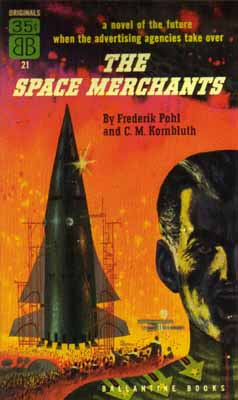 ORIGINALS
35¢
BB
21
a novel of the future
when the advertising agencies take over
THE
SPACE MERCHANTS
By Frederik Pohl
and C. M. Kornbluth
BALLANTINE BOOKS